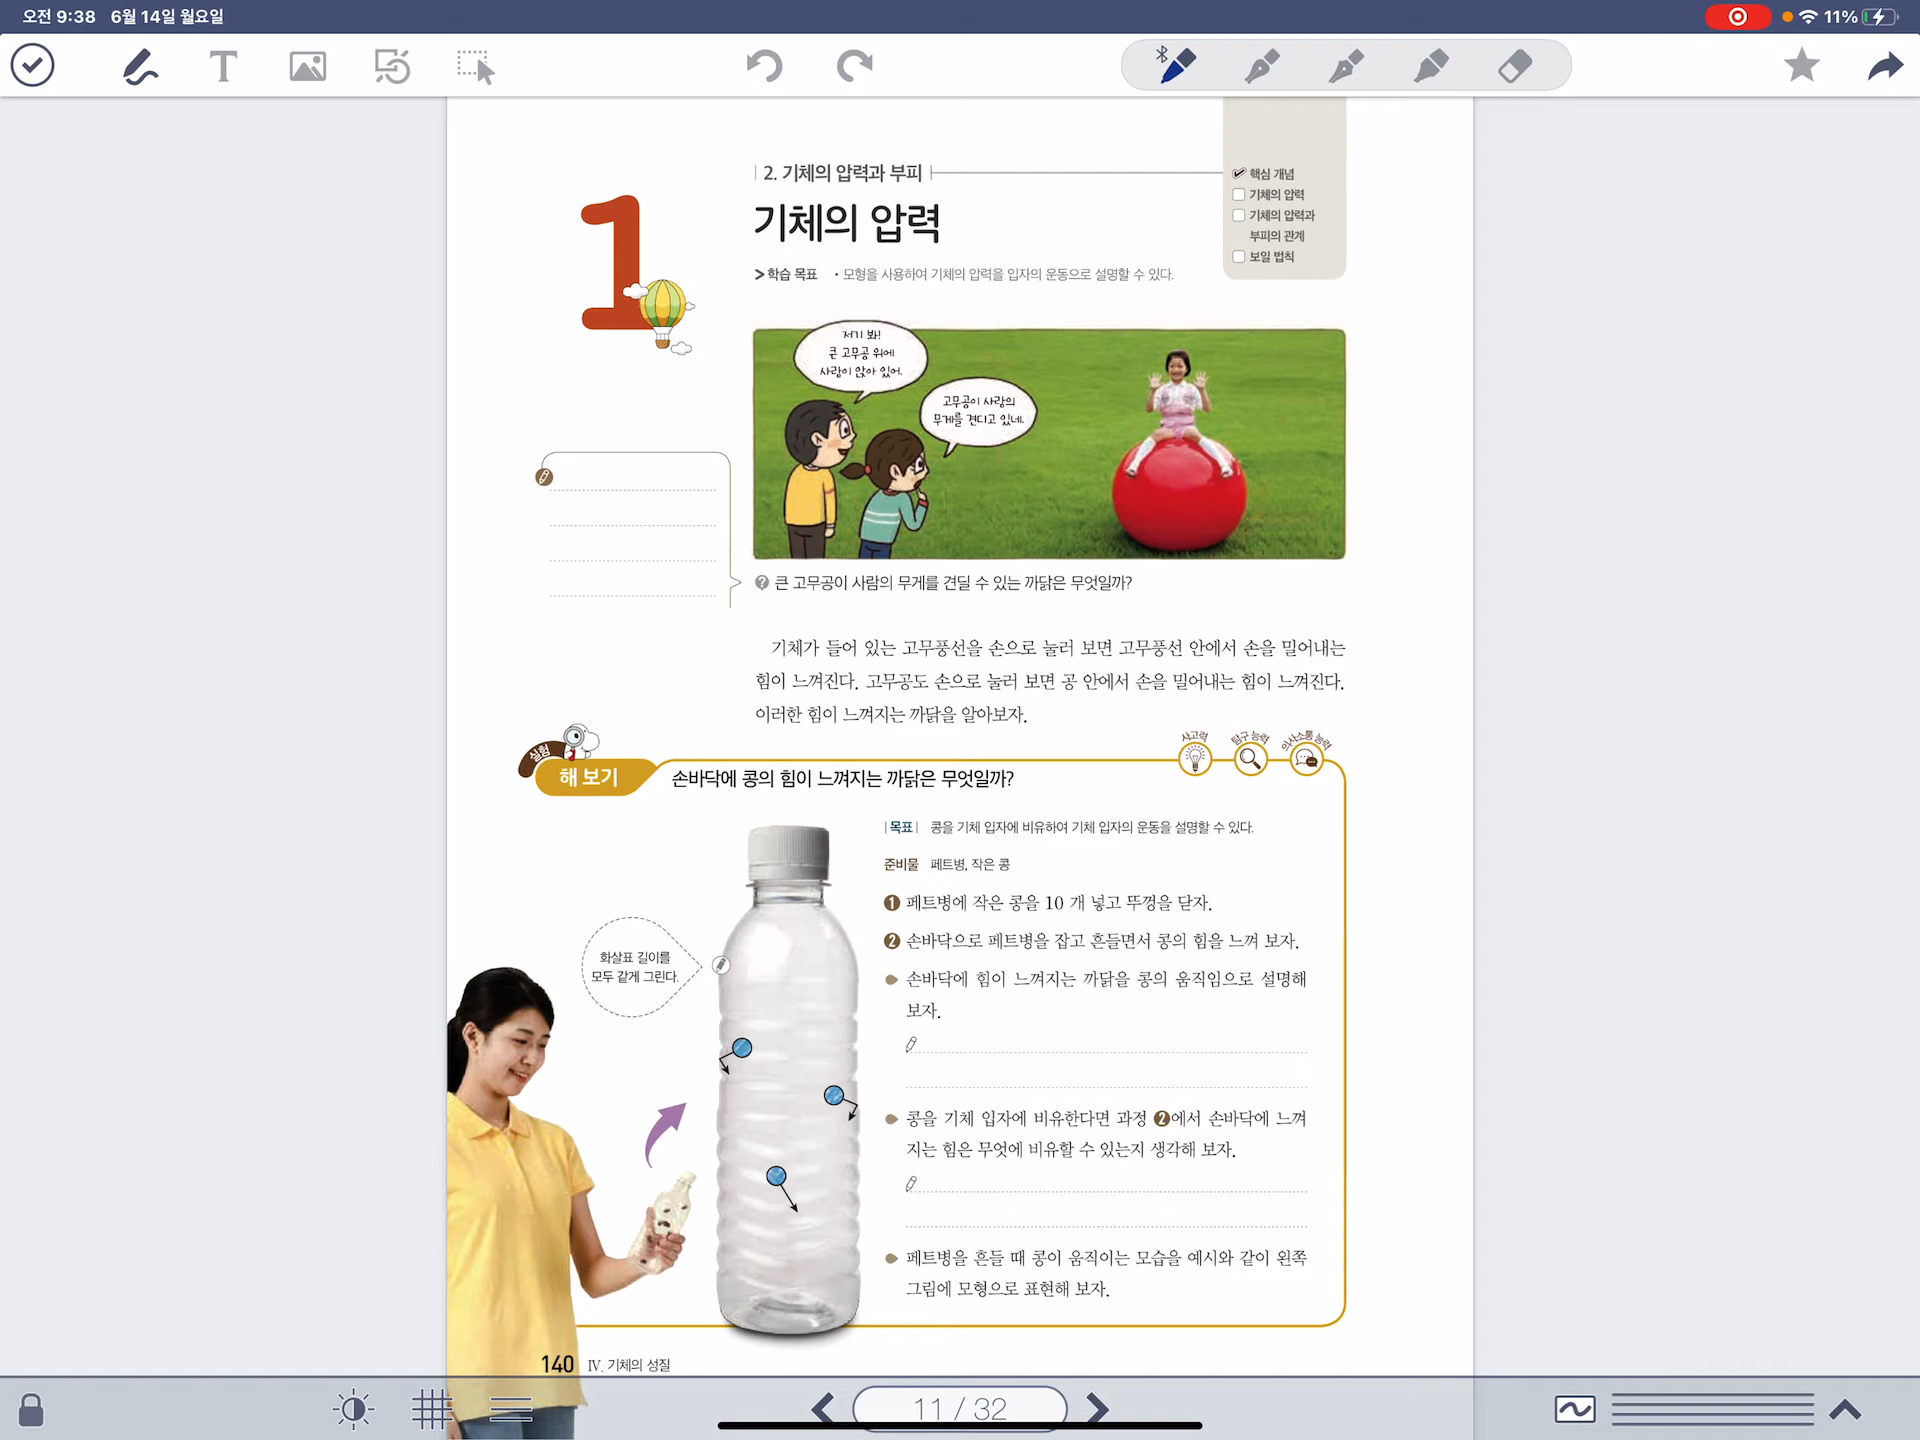 오전 9:38 6월 14일 월요일
11%
T
2. 기체의 압력과 부피
핵심 개념
기체의 압력
기체의 압력과
부피의 관계
보일 법칙
1
기체의 압력
학습 목표 • 모형을 사용하여 기체의 압력을 입자의 운동으로 설명할 수 있다.
저기 봐!
큰 고무공 위에
사람이 앉아 있어.
고무공이 사람의
무게를 견디고 있네.
? 큰 고무공이 사람의 무게를 견딜 수 있는 까닭은 무엇일까?
기체가 들어 있는 고무풍선을 손으로 눌러 보면 고무풍선 안에서 손을 밀어내는
힘이 느껴진다. 고무공도 손으로 눌러 보면 공 안에서 손을 밀어내는 힘이 느껴진다.
이러한 힘이 느껴지는 까닭을 알아보자.
사고력
탐구 능력
의사소통 능력
실험
해 보기
손바닥에 콩의 힘이 느껴지는 까닭은 무엇일까?
| 목표 | 콩을 기체 입자에 비유하여 기체 입자의 운동을 설명할 수 있다.
준비물 페트병, 작은 콩
1 페트병에 작은 콩을 10 개 넣고 뚜껑을 닫자.
2 손바닥으로 페트병을 잡고 흔들면서 콩의 힘을 느껴 보자.
손바닥에 힘이 느껴지는 까닭을 콩의 움직임으로 설명해
보자.
화살표 길이를
모두 같게 그린다.
콩을 기체 입자에 비유한다면 과정 2에서 손바닥에 느껴
지는 힘은 무엇에 비유할 수 있는지 생각해 보자.
페트병을 흔들 때 콩이 움직이는 모습을 예시와 같이 왼쪽
그림에 모형으로 표현해 보자.
140 IV. 기체의 성질
11 / 32